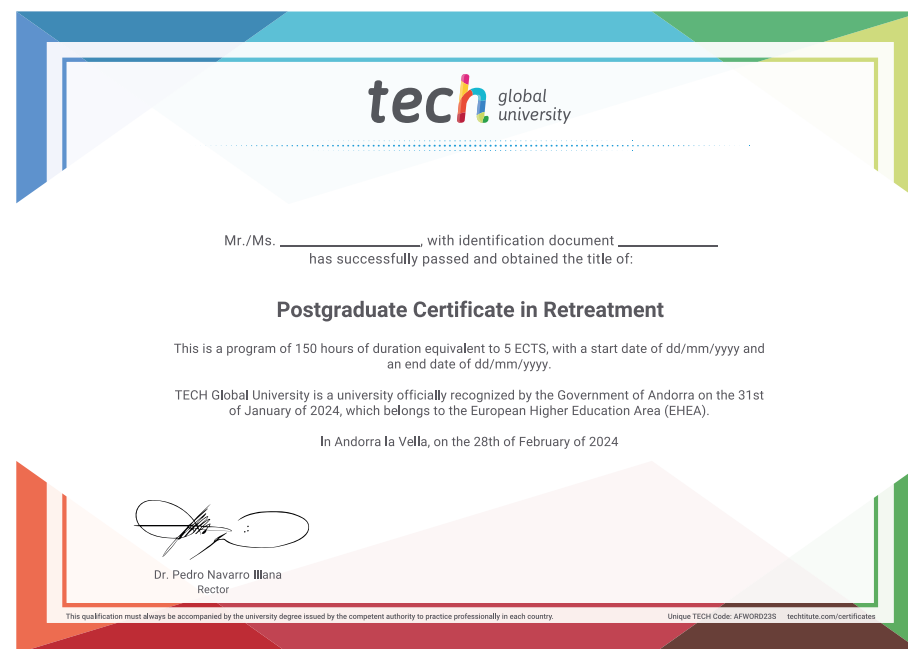 tech global
university
Mr./Ms. ____________, with identification document ____________
has successfully passed and obtained the title of:
Postgraduate Certificate in Retreatment
This is a program of 150 hours of duration equivalent to 5 ECTS, with a start date of dd/mm/yyyy and
an end date of dd/mm/yyyy.
TECH Global University is a university officially recognized by the Government of Andorra on the 31st
of January of 2024, which belongs to the European Higher Education Area (EHEA).
In Andorra la Vella, on the 28th of February of 2024
Dr. Pedro Navarro Illana
Rector
This qualification must always be accompanied by the university degree issued by the competent authority to practice professionally in each country.
Unique TECH Code: AFWORD23S techtitute.com/certificates